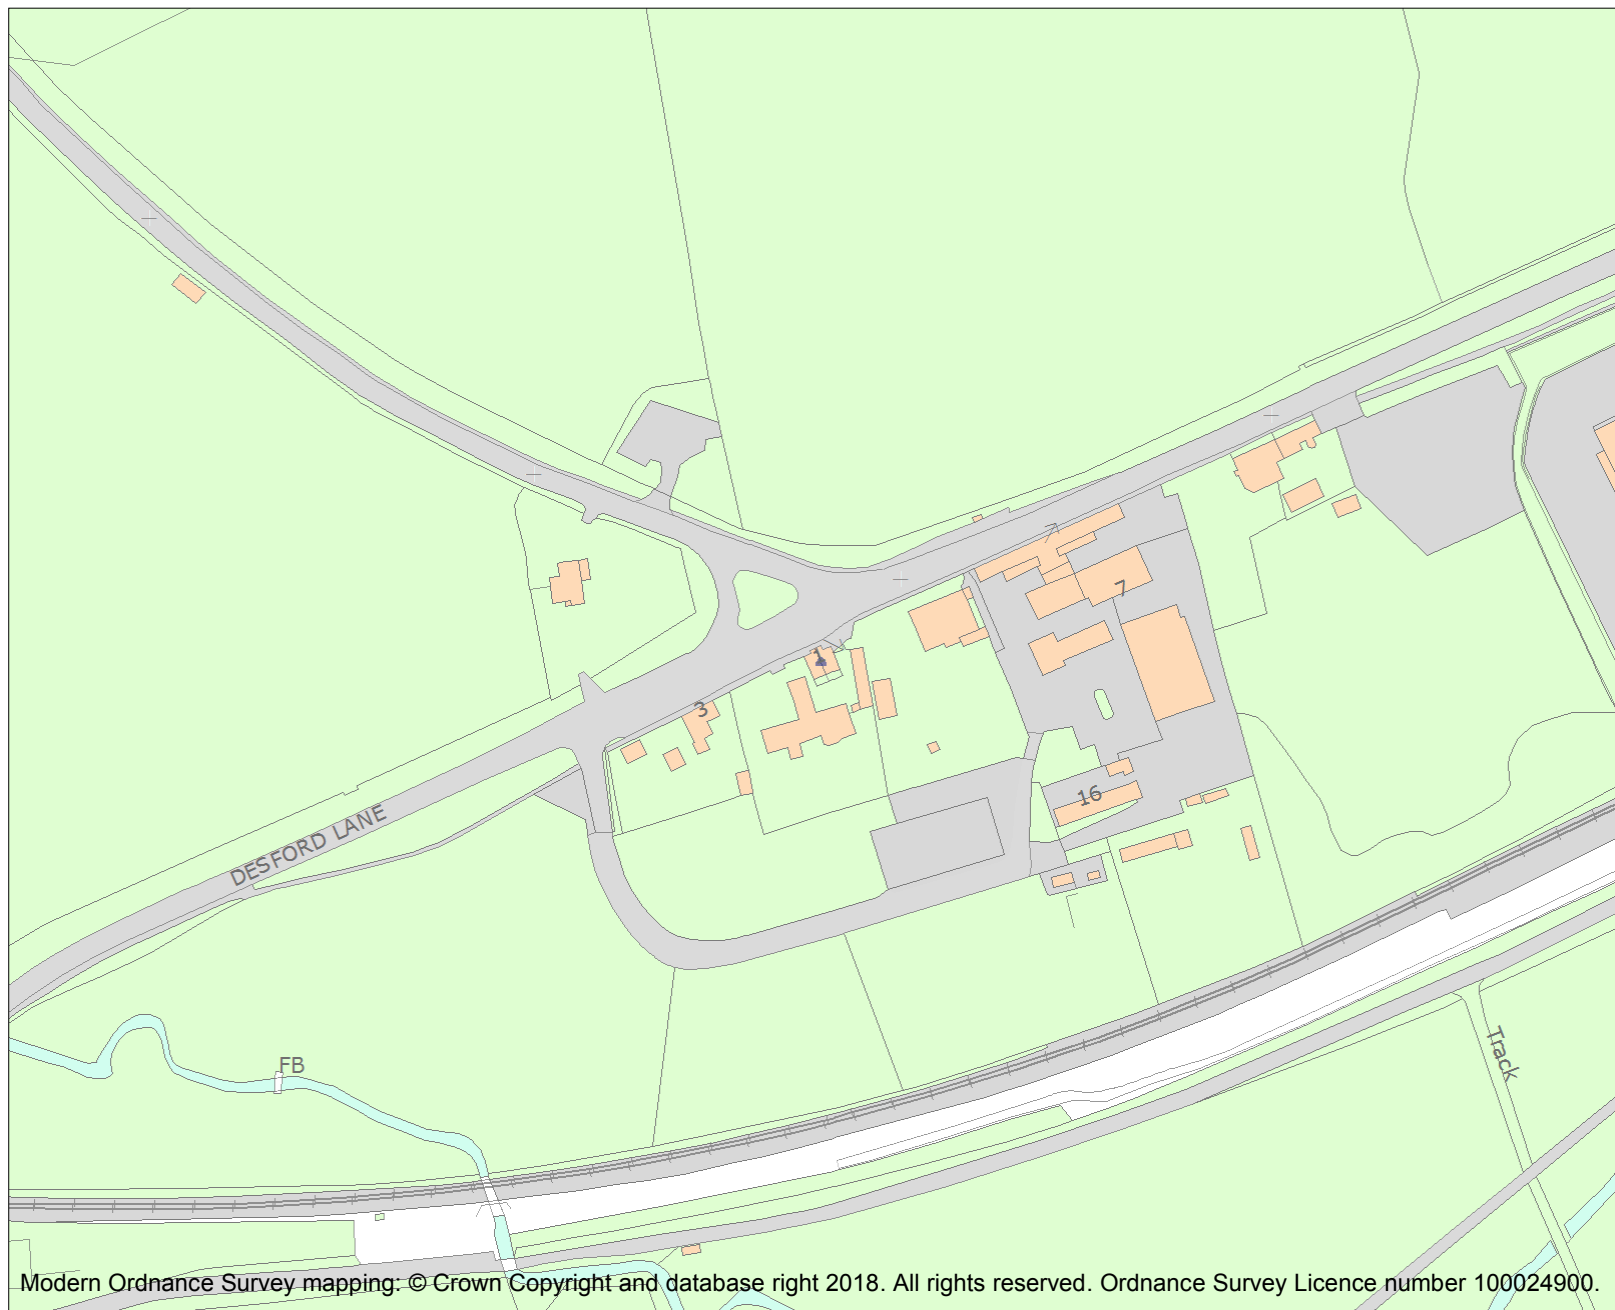 7
1
3
16
DESFORD LANE
FB
Track
Modern Ordnance Survey mapping: © Crown Copyright and database right 2018. All rights reserved. Ordnance Survey Licence number 100024900.